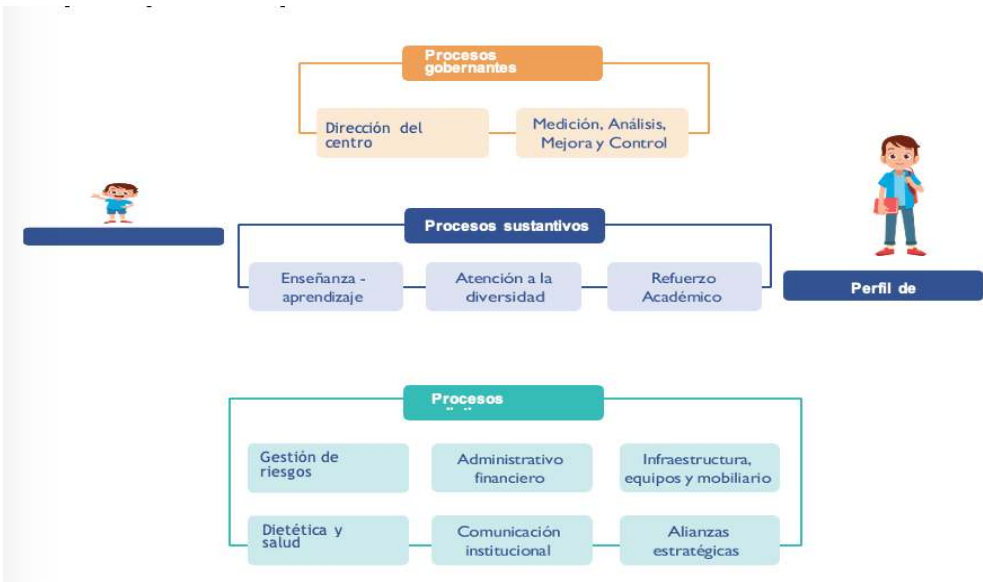 Procesos
gobernantes
Dirección del
centro
Medición, Análisis,
Mejora y Control
Procesos sustantivos
Enseñanza -
aprendizaje
Atención a la
diversidad
Refuerzo
Académico
Perfil de
Procesos
Gestión de
riesgos
Administrativo
financiero
Infraestructura,
equipos y mobiliario
Dietética y
salud
Comunicación
institucional
Alianzas
estratégicas